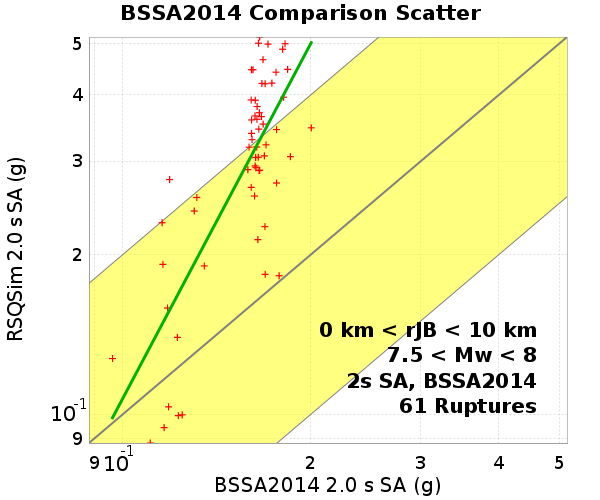 BSSA2014 Comparison Scatter
RSQSim 2.0 s SA (g)
5
4
3
2
10-1
9
0 km < rJB < 10 km
7.5 < Mw < 8
2s SA, BSSA2014
61 Ruptures
9 10-1 2 3 4 5
BSSA2014 2.0 s SA (g)